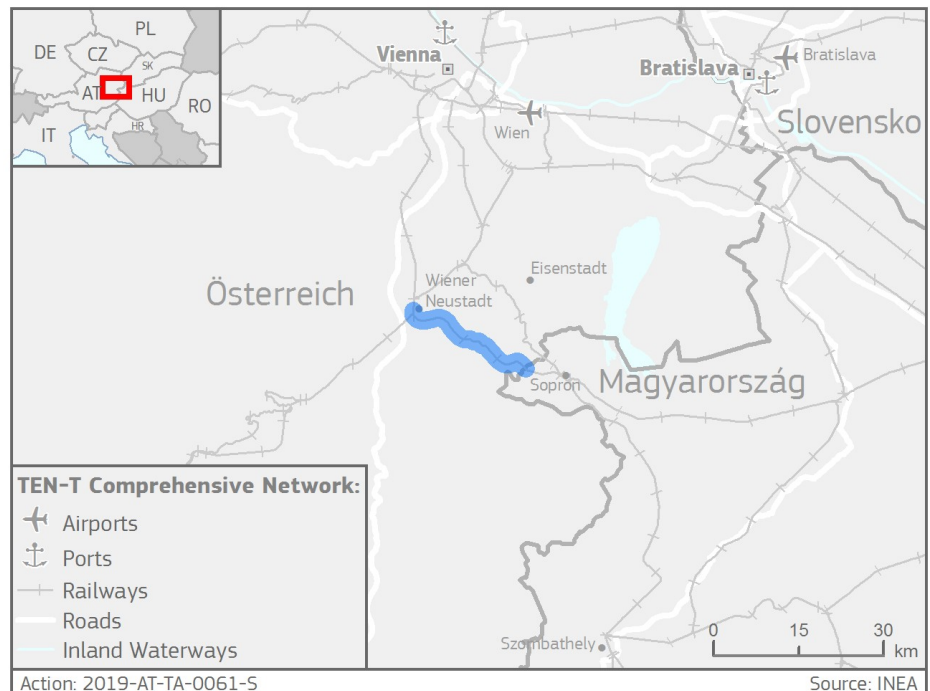 PL
DE
CZ
SK
AT
HU
RO
IT
HR
Vienna
Bratislava
Bratislava
Wien
Slovensko
Österreich
Wiener
Neustadt
Eisenstadt
Sopron
Magyarország
Szombathely
TEN-T Comprehensive Network:
Airports
Ports
Railways
Roads
Inland Waterways
0 15 30
km
Action: 2019-AT-TA-0061-S
Source: INEA